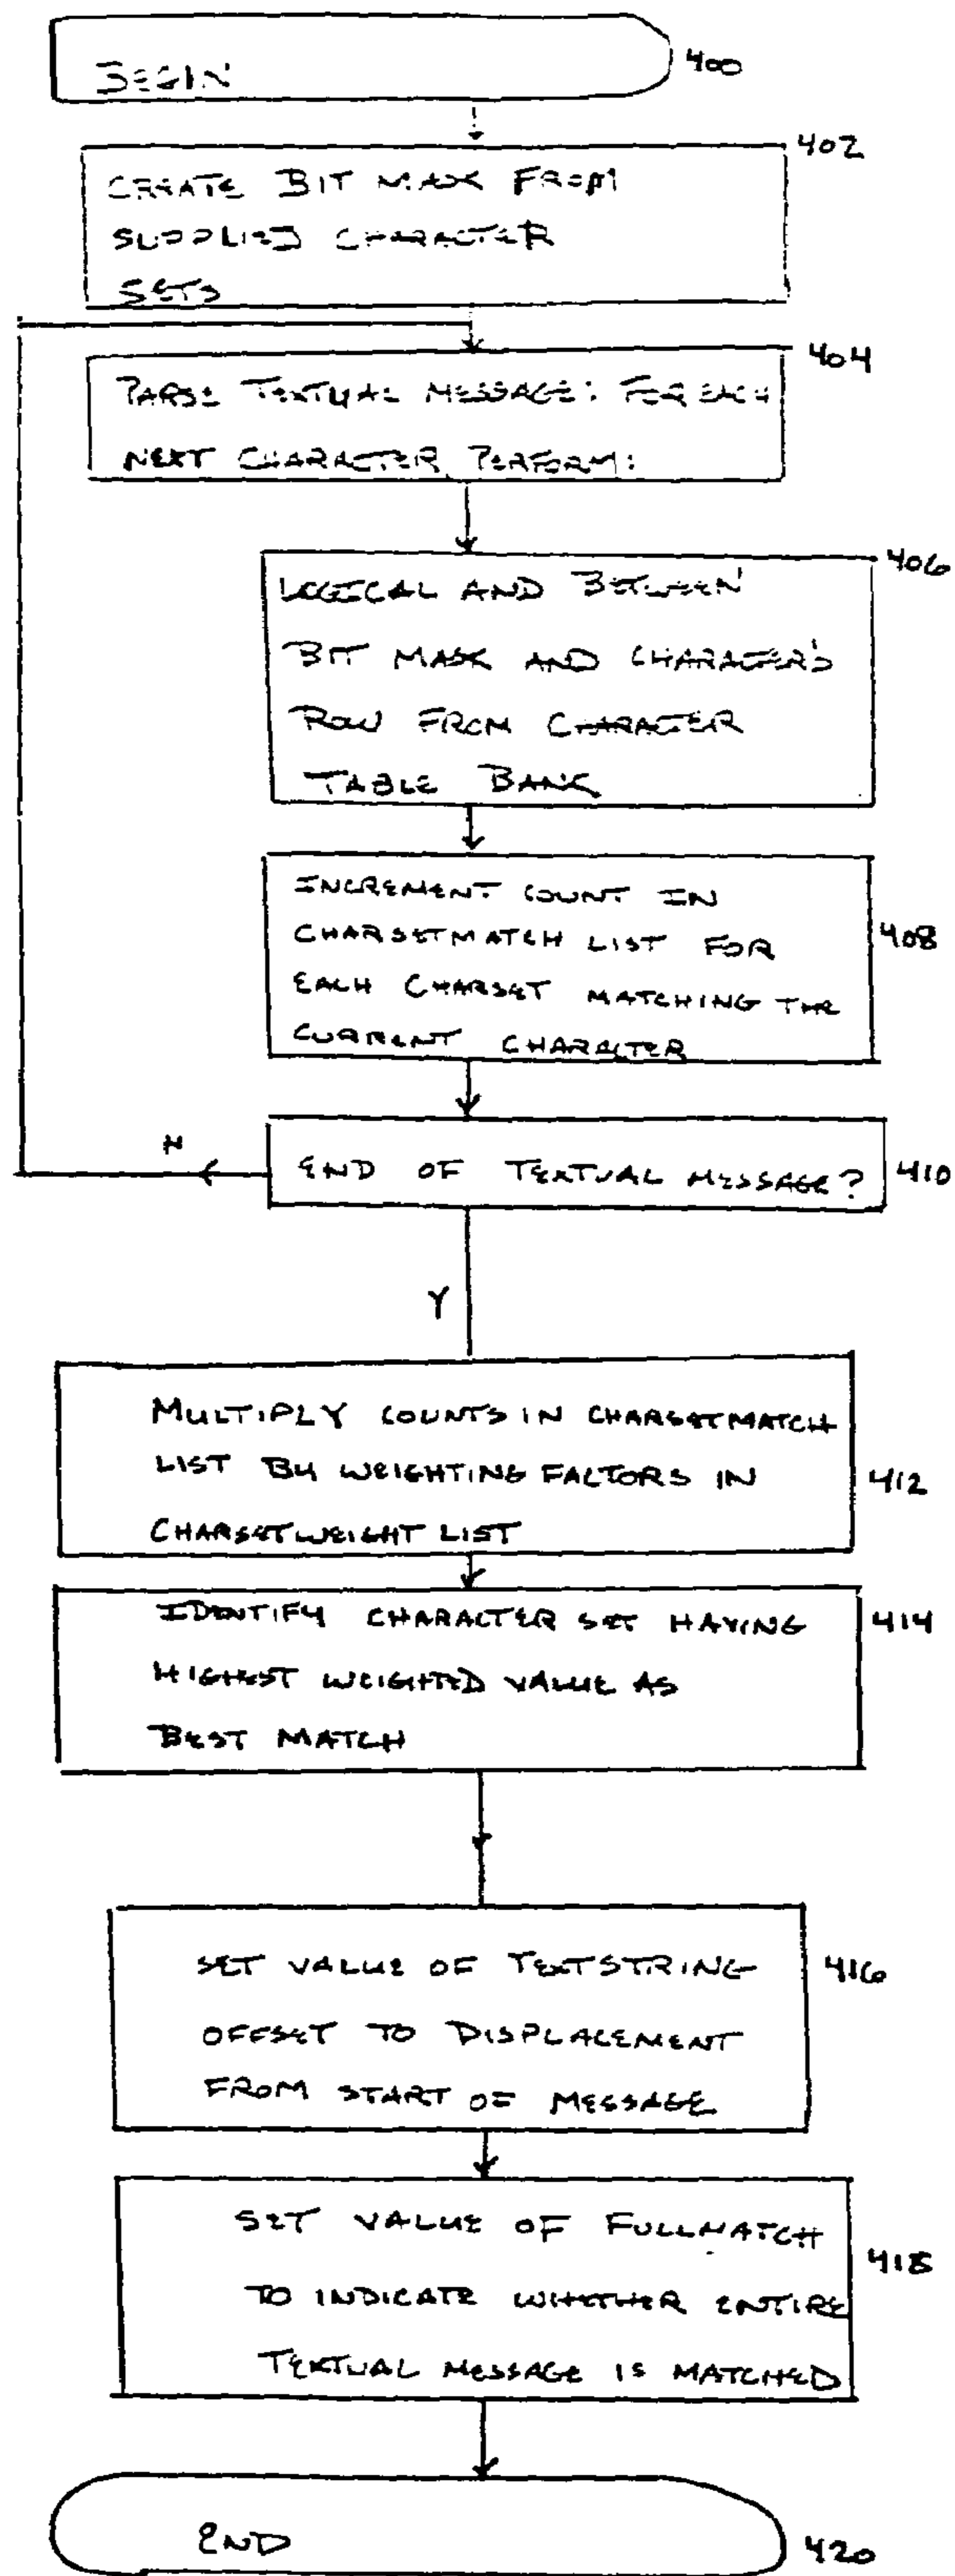 BEGIN
400
402
CREATE BIT MASK FROM
SUPPLIED CHARACTER
SETS
404
PARSE TEXTUAL MESSAGE: FOR EACH
NEXT CHARACTER PERFORM:
406
LOGICAL AND BETWEEN
BIT MASK AND CHARACTER'S
ROW FROM CHARACTER
TABLE BANK
INCREMENT COUNT IN
CHARSETMATCH LIST FOR
408
EACH CHARSET MATCHING THE
CURRENT CHARACTER
N
END OF TEXTUAL MESSAGE?
410
Y
MULTIPLY COUNTS IN CHARSETMATCH
LIST BY WEIGHTING FACTORS IN
412
CHARSETWEIGHT LIST
IDENTIFY CHARACTER SET HAVING
414
HIGHEST WEIGHTED VALUE AS
BEST MATCH
SET VALUE OF TEXTSTRING
416
OFFSET TO DISPLACEMENT
FROM START OF MESSAGE
SET VALUE OF FULLMATCH
418
TO INDICATE WHETHER ENTIRE
TEXTUAL MESSAGE IS MATCHED
END
420